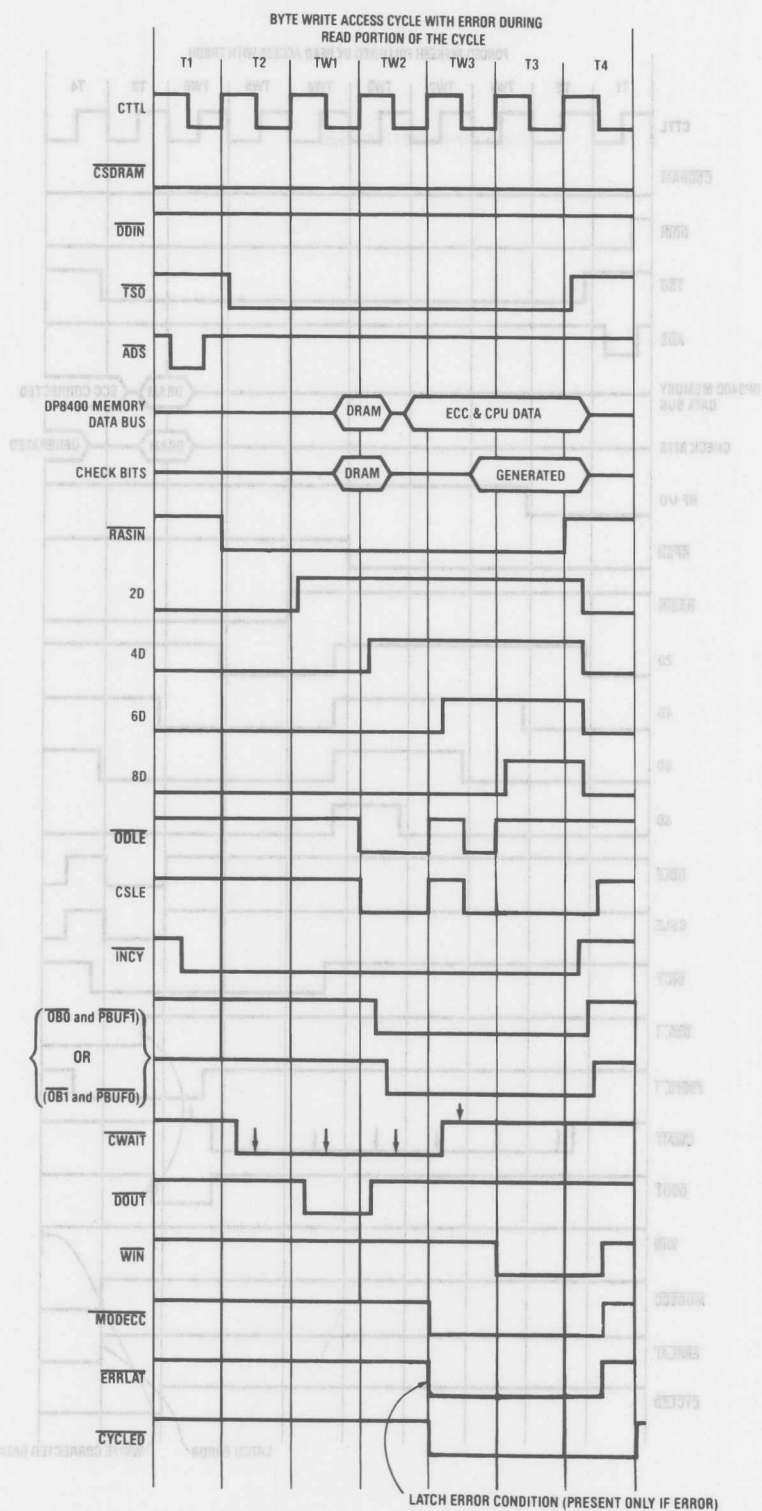 BYTE WRITE ACCESS CYCLE WITH ERROR DURING
READ PORTION OF THE CYCLE
T1 T2 TW1 TW2 TW3 T3 T4
CTTL
CSDRAM
DDIN
TSO
ADS
DP8400 MEMORY
DATA BUS
DRAM ECC & CPU DATA
CHECK BITS DRAM GENERATED
RASIN
2D
4D
6D
8D
ODLE
CSLE
INCY
(OB0 and PBUF1)
OR
(OB1 and PBUF0)
CWAIT
DOUT
WIN
MODECC
ERRLAT
CYCLED
LATCH ERROR CONDITION (PRESENT ONLY IF ERROR)